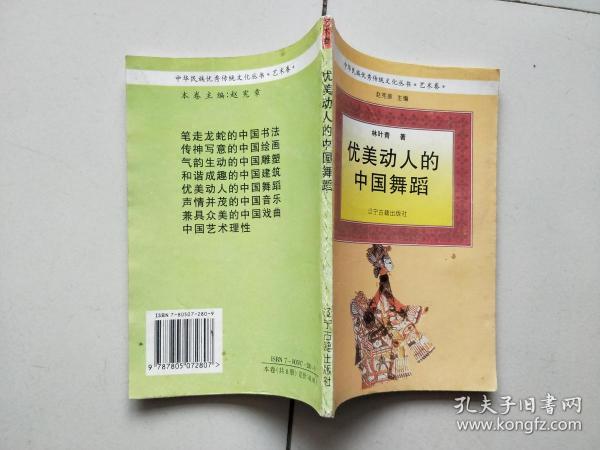 中华民族优秀传统文化丛书·艺术卷·
本卷主编:赵宪章
笔走龙蛇的中国书法
传神写意的中国绘画
气韵生动的中国雕塑
和谐成趣的中国建筑
优美动人的中国舞蹈
声情并茂的中国音乐
兼具众美的中国戏曲
中国艺术理性
ISBN 7-80507-280-9
9 787805 072807 >
本卷(共8册)
艺术卷
优美动人的中国舞蹈
辽宁古籍出版社
中华民族优秀传统文化丛书·艺术卷·
赵宪章 主编
林叶青 著
优美动人的
中国舞蹈
辽宁古籍出版社
孔夫子旧书网
www.kongfz.com